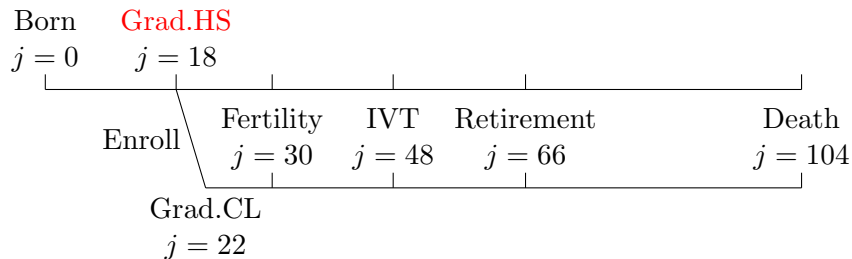 Born Grad.HS
j = 0 j = 18
Enroll
Fertility IVT Retirement Death
j = 30 j = 48 j = 66 j = 104
Grad.CL
j = 22